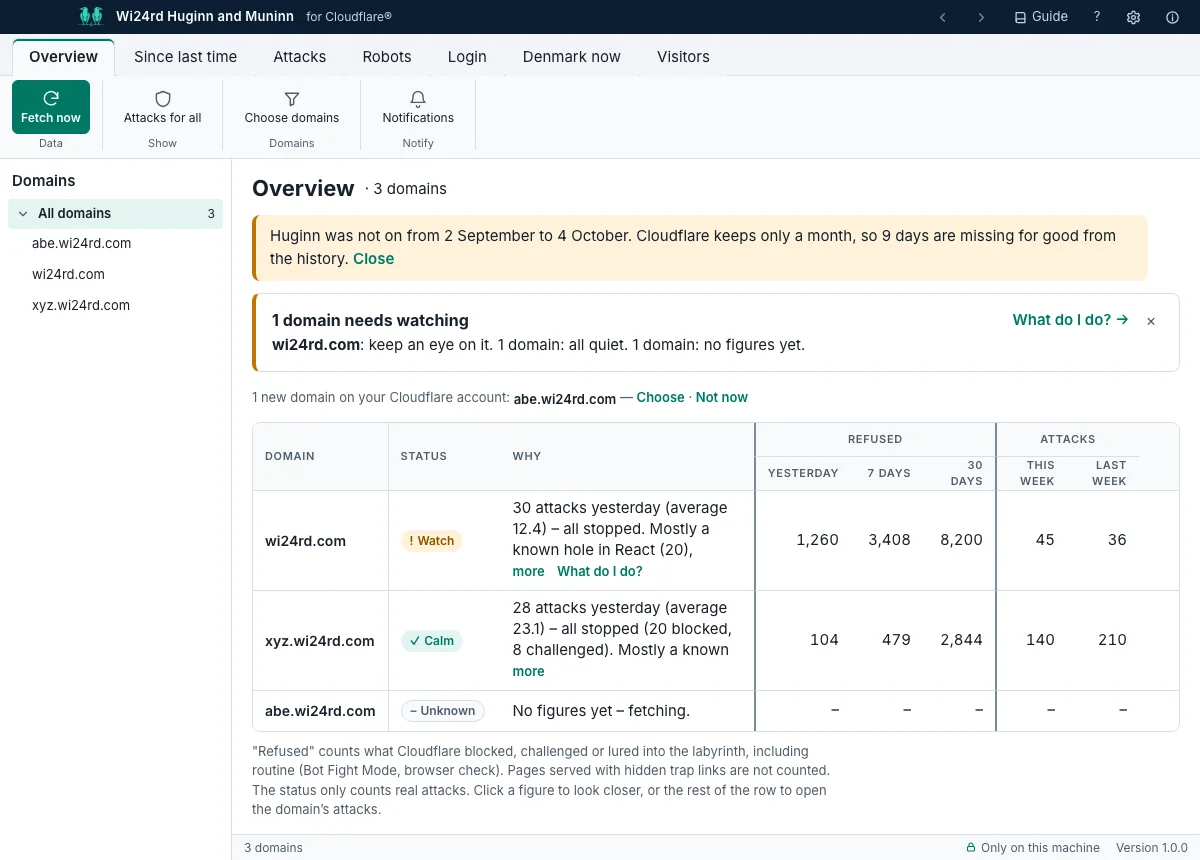 Wi24rd Huginn and Muninn for Cloudflare®
Guide ?
Overview Since last time Attacks Robots Login Denmark now Visitors
Fetch now Attacks for all Choose domains Notifications
Data Show Domains Notify
Domains
All domains 3
abe.wi24rd.com
wi24rd.com
xyz.wi24rd.com
Overview · 3 domains
Huginn was not on from 2 September to 4 October. Cloudflare keeps only a month, so 9 days are missing for good from
the history. Close
1 domain needs watching What do I do? → ×
wi24rd.com: keep an eye on it. 1 domain: all quiet. 1 domain: no figures yet.
1 new domain on your Cloudflare account: abe.wi24rd.com — Choose · Not now
REFUSED ATTACKS
DOMAIN STATUS WHY
YESTERDAY 7 DAYS 30 DAYS THIS WEEK LAST WEEK
30 attacks yesterday (average
12.4) – all stopped. Mostly a
wi24rd.com ! Watch known hole in React (20), 1,260 3,408 8,200 45 36
more What do I do?
28 attacks yesterday (average
23.1) – all stopped (20 blocked,
xyz.wi24rd.com ✓ Calm 8 challenged). Mostly a known 104 479 2,844 140 210
more
abe.wi24rd.com – Unknown No figures yet – fetching. – – – – –
"Refused" counts what Cloudflare blocked, challenged or lured into the labyrinth, including
routine (Bot Fight Mode, browser check). Pages served with hidden trap links are not counted.
The status only counts real attacks. Click a figure to look closer, or the rest of the row to open
the domain's attacks.
3 domains Only on this machine Version 1.0.0